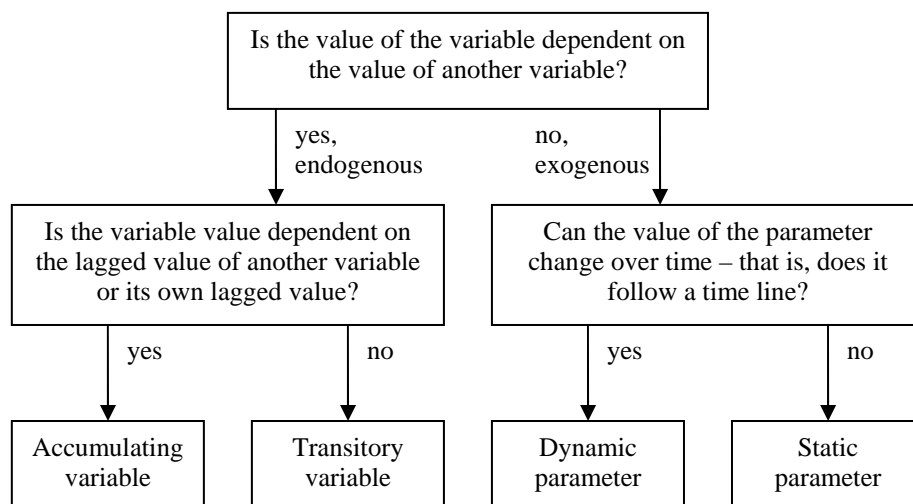 Is the value of the variable dependent on
the value of another variable?
yes,
endogenous
no,
exogenous
Is the variable value dependent on
the lagged value of another variable
or its own lagged value?
Can the value of the parameter
change over time – that is, does it
follow a time line?
yes
no
yes
no
Accumulating
variable
Transitory
variable
Dynamic
parameter
Static
parameter